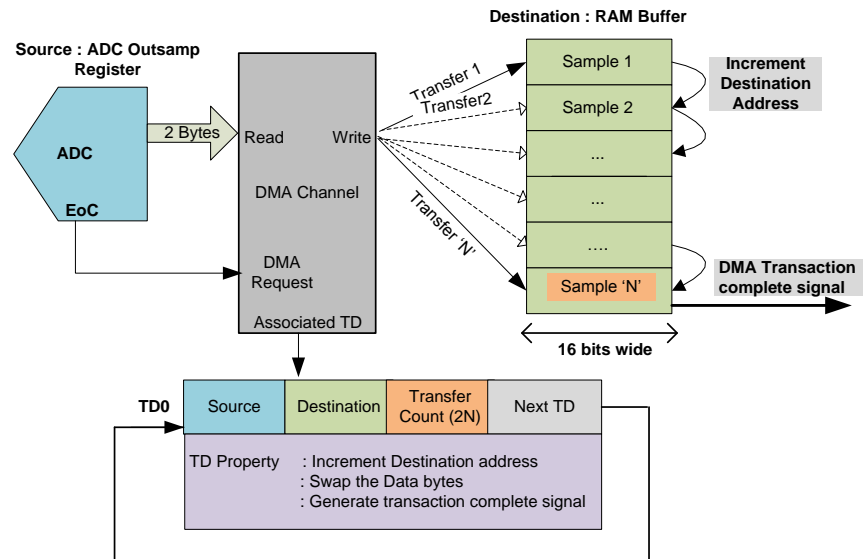 Destination : RAM Buffer
Source : ADC Outsamp
Register
2 Bytes
ADC
EoC
Read
Write
DMA Channel
DMA
Request
Associated TD
Transfer 1
Transfer2
Transfer ‘N’
Sample 1
Sample 2
...
...
....
Sample ‘N’
Increment
Destination
Address
DMA Transaction
complete signal
16 bits wide
TD0
Source
Destination
Transfer
Count (2N)
Next TD
TD Property : Increment Destination address
: Swap the Data bytes
: Generate transaction complete signal